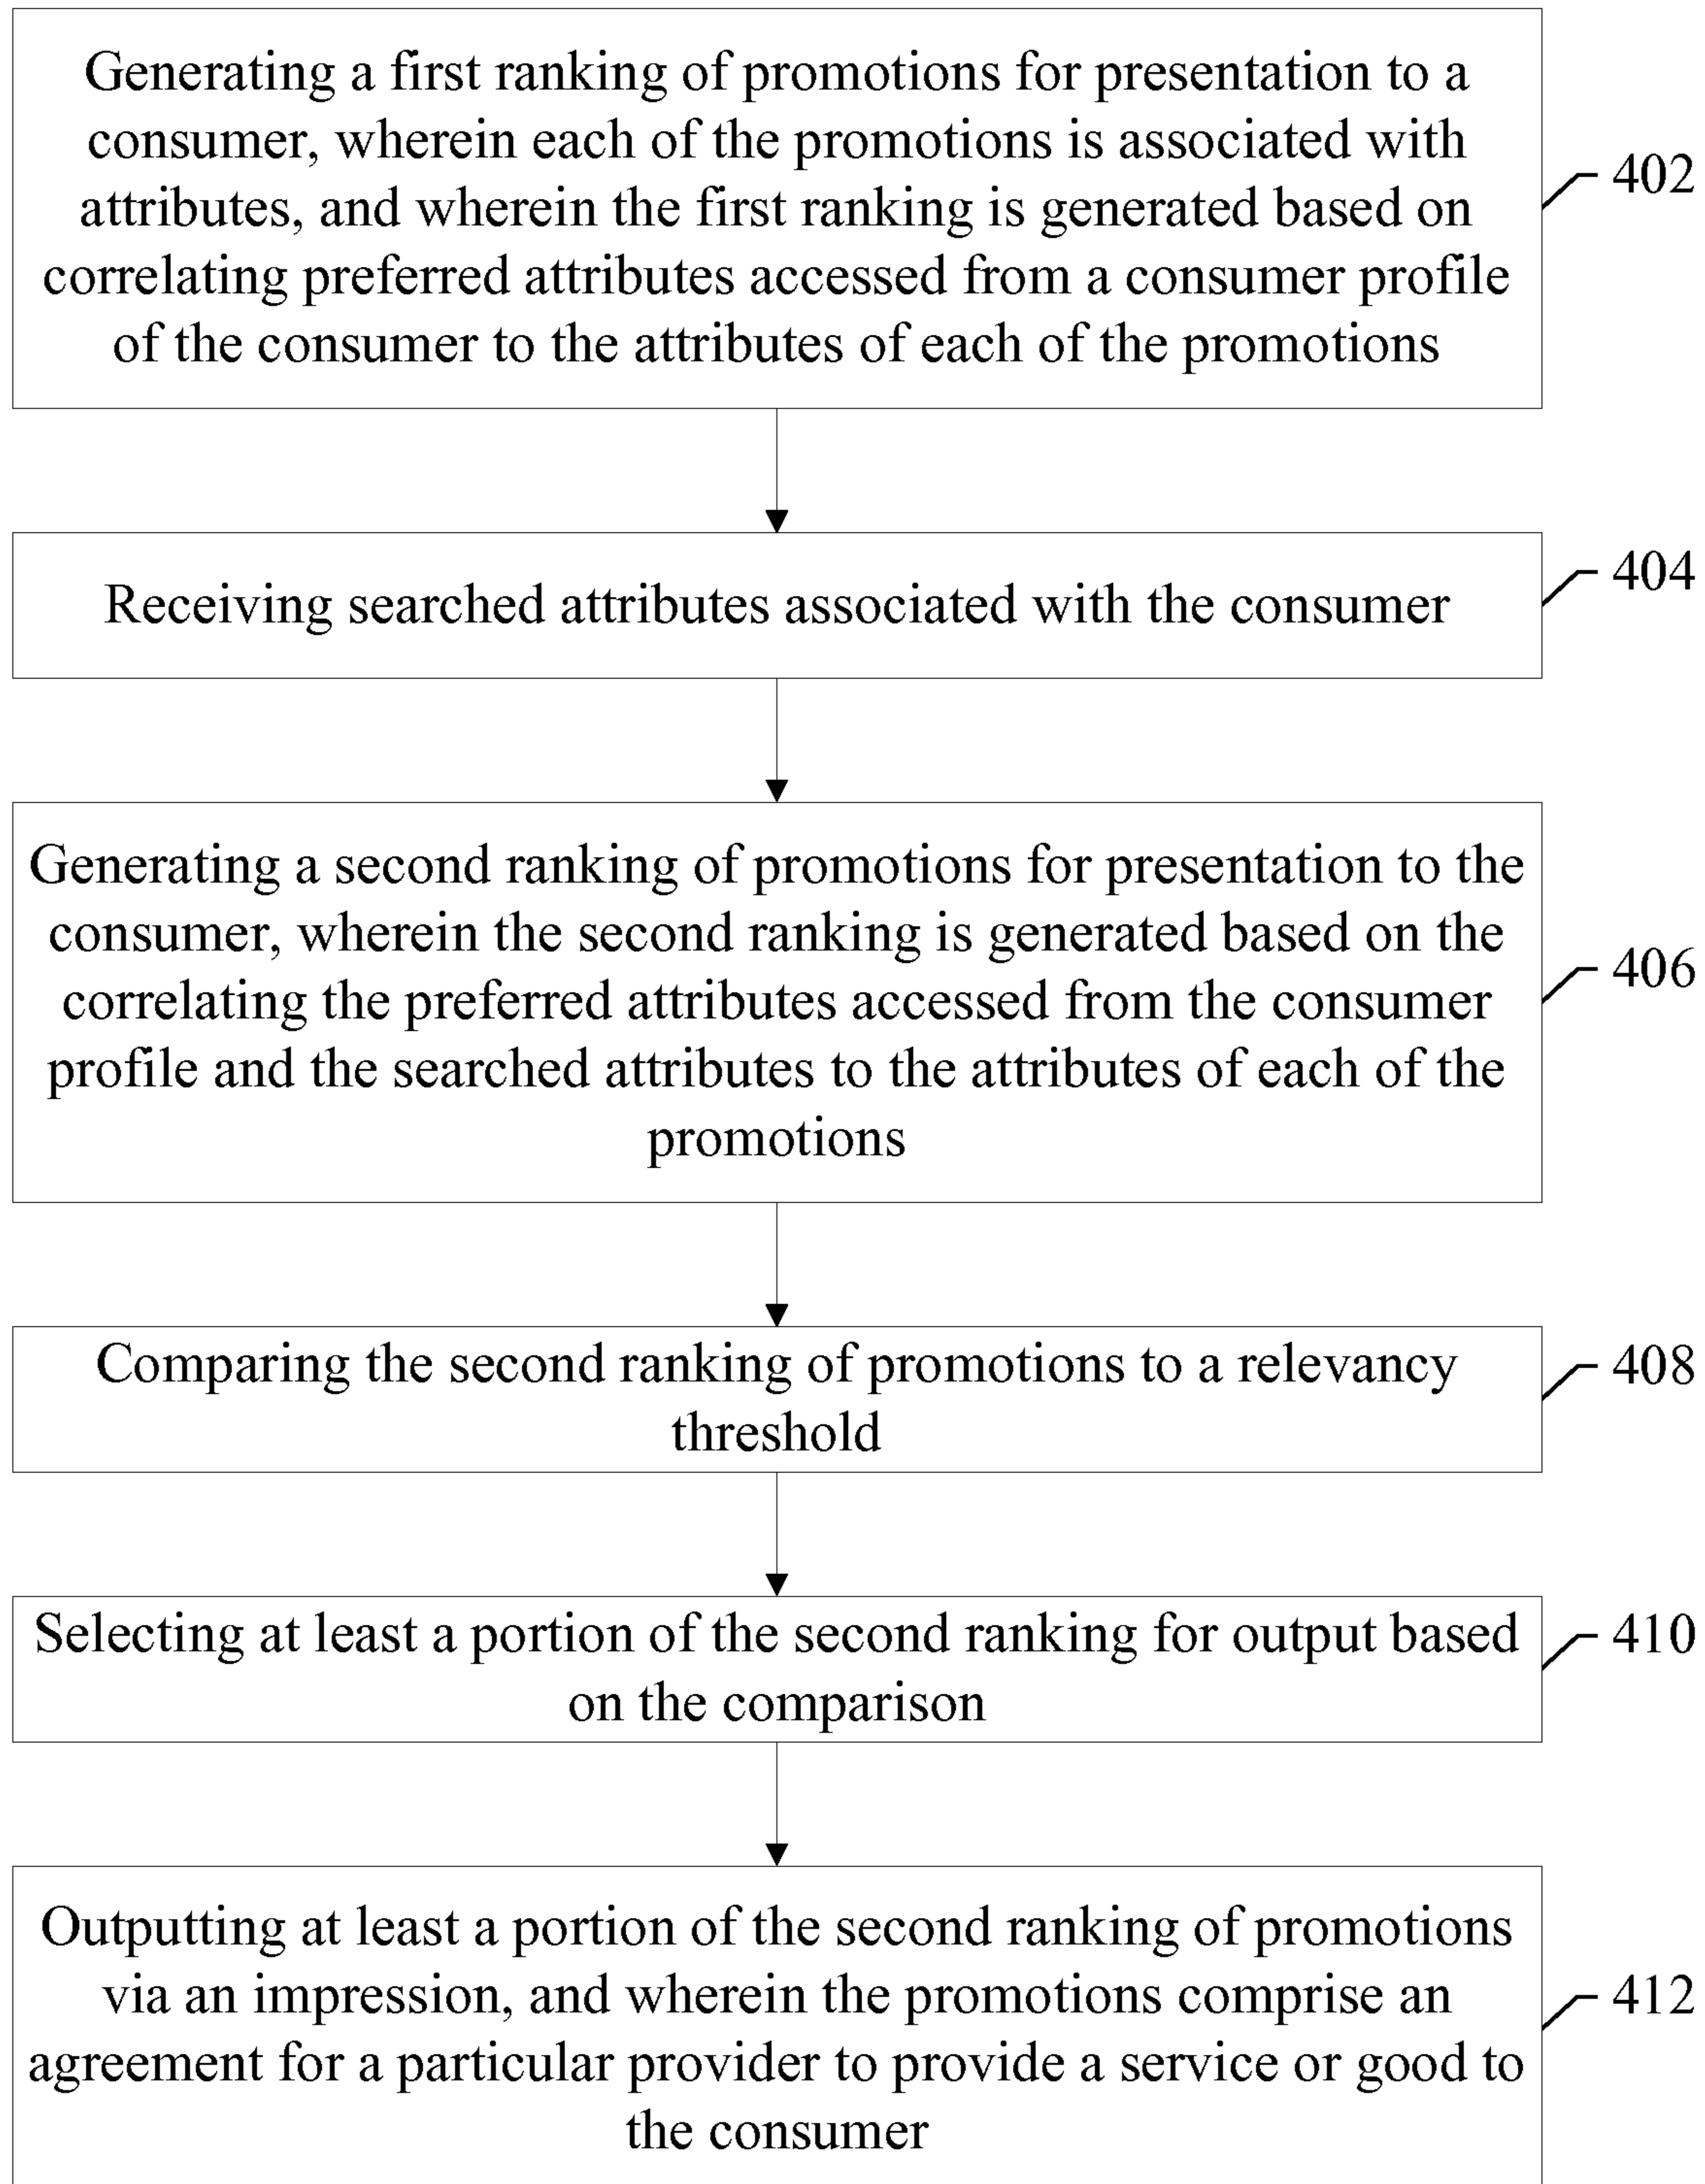 Generating a first ranking of promotions for presentation to a
consumer, wherein each of the promotions is associated with
attributes, and wherein the first ranking is generated based on
correlating preferred attributes accessed from a consumer profile
of the consumer to the attributes of each of the promotions
402
Receiving searched attributes associated with the consumer
404
Generating a second ranking of promotions for presentation to the
consumer, wherein the second ranking is generated based on the
correlating the preferred attributes accessed from the consumer
profile and the searched attributes to the attributes of each of the
promotions
406
Comparing the second ranking of promotions to a relevancy
threshold
408
Selecting at least a portion of the second ranking for output based
on the comparison
410
Outputting at least a portion of the second ranking of promotions
via an impression, and wherein the promotions comprise an
agreement for a particular provider to provide a service or good to
the consumer
412